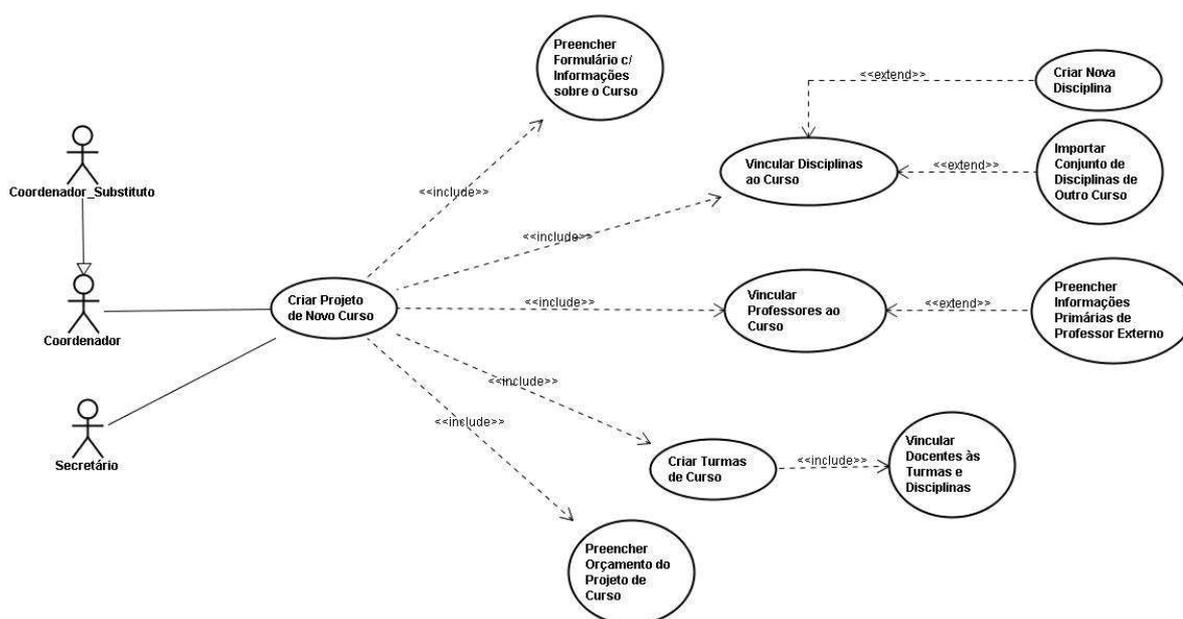 Preencher
Formulário c/
Informações
sobre o Curso
<<extend>>
Criar Nova
Disciplina
Coordenador_Substituto
<<include>>
Vincular Disciplinas
ao Curso
<<extend>>
Importar
Conjunto de
Disciplinas de
Outro Curso
<<include>>
Coordenador
Criar Projeto
de Novo Curso
<<include>>
Vincular
Professores ao
Curso
<<extend>>
Preencher
Informações
Primárias de
Professor Externo
Secretário
<<include>>
<<include>>
Criar Turmas
de Curso
<<include>>
Vincular
Docentes às
Turmas e
Disciplinas
Preencher
Orçamento do
Projeto de
Curso